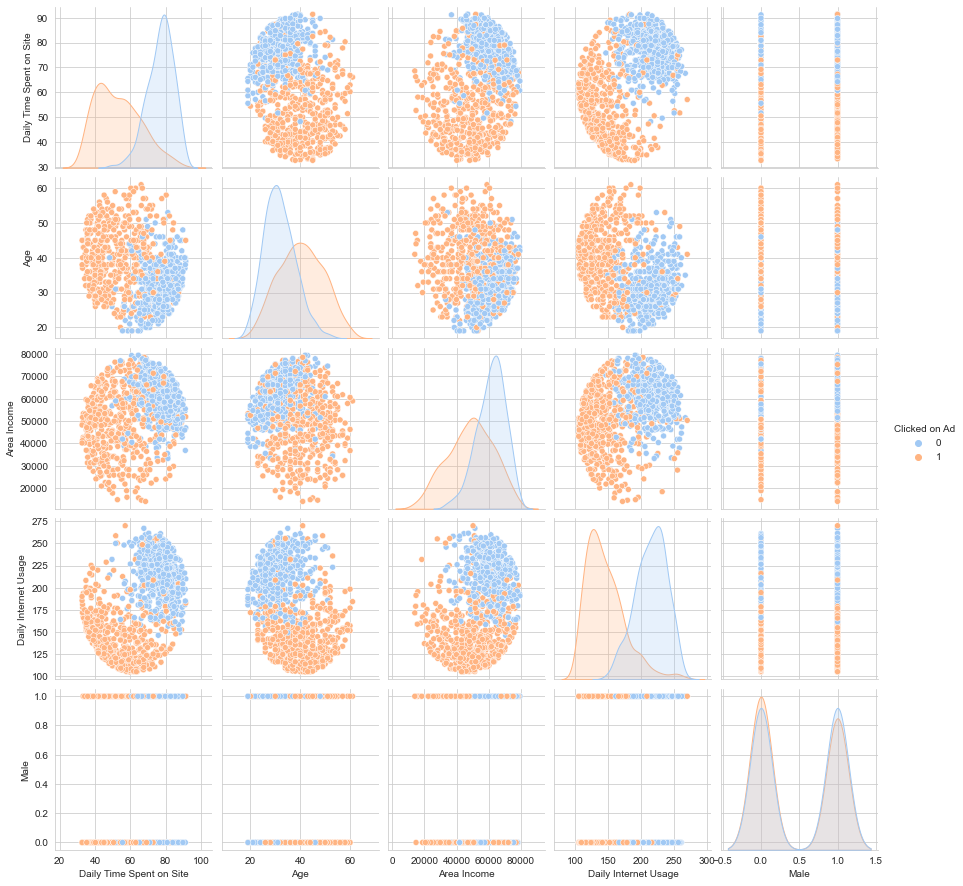 90
80
70
60
50
40
30
Daily Time Spent on Site
60
50
40
30
20
Age
80000
70000
60000
50000
40000
30000
20000
Area Income
Clicked on Ad
0
1
275
250
225
200
175
150
125
100
Daily Internet Usage
1.0
0.8
0.6
0.4
0.2
0.0
Male
20 40 60 80 100
Daily Time Spent on Site
20 40 60
Age
0 20000 40000 60000 80000
Area Income
100 150 200 250 300
Daily Internet Usage
−0.5 0.0 0.5 1.0 1.5
Male